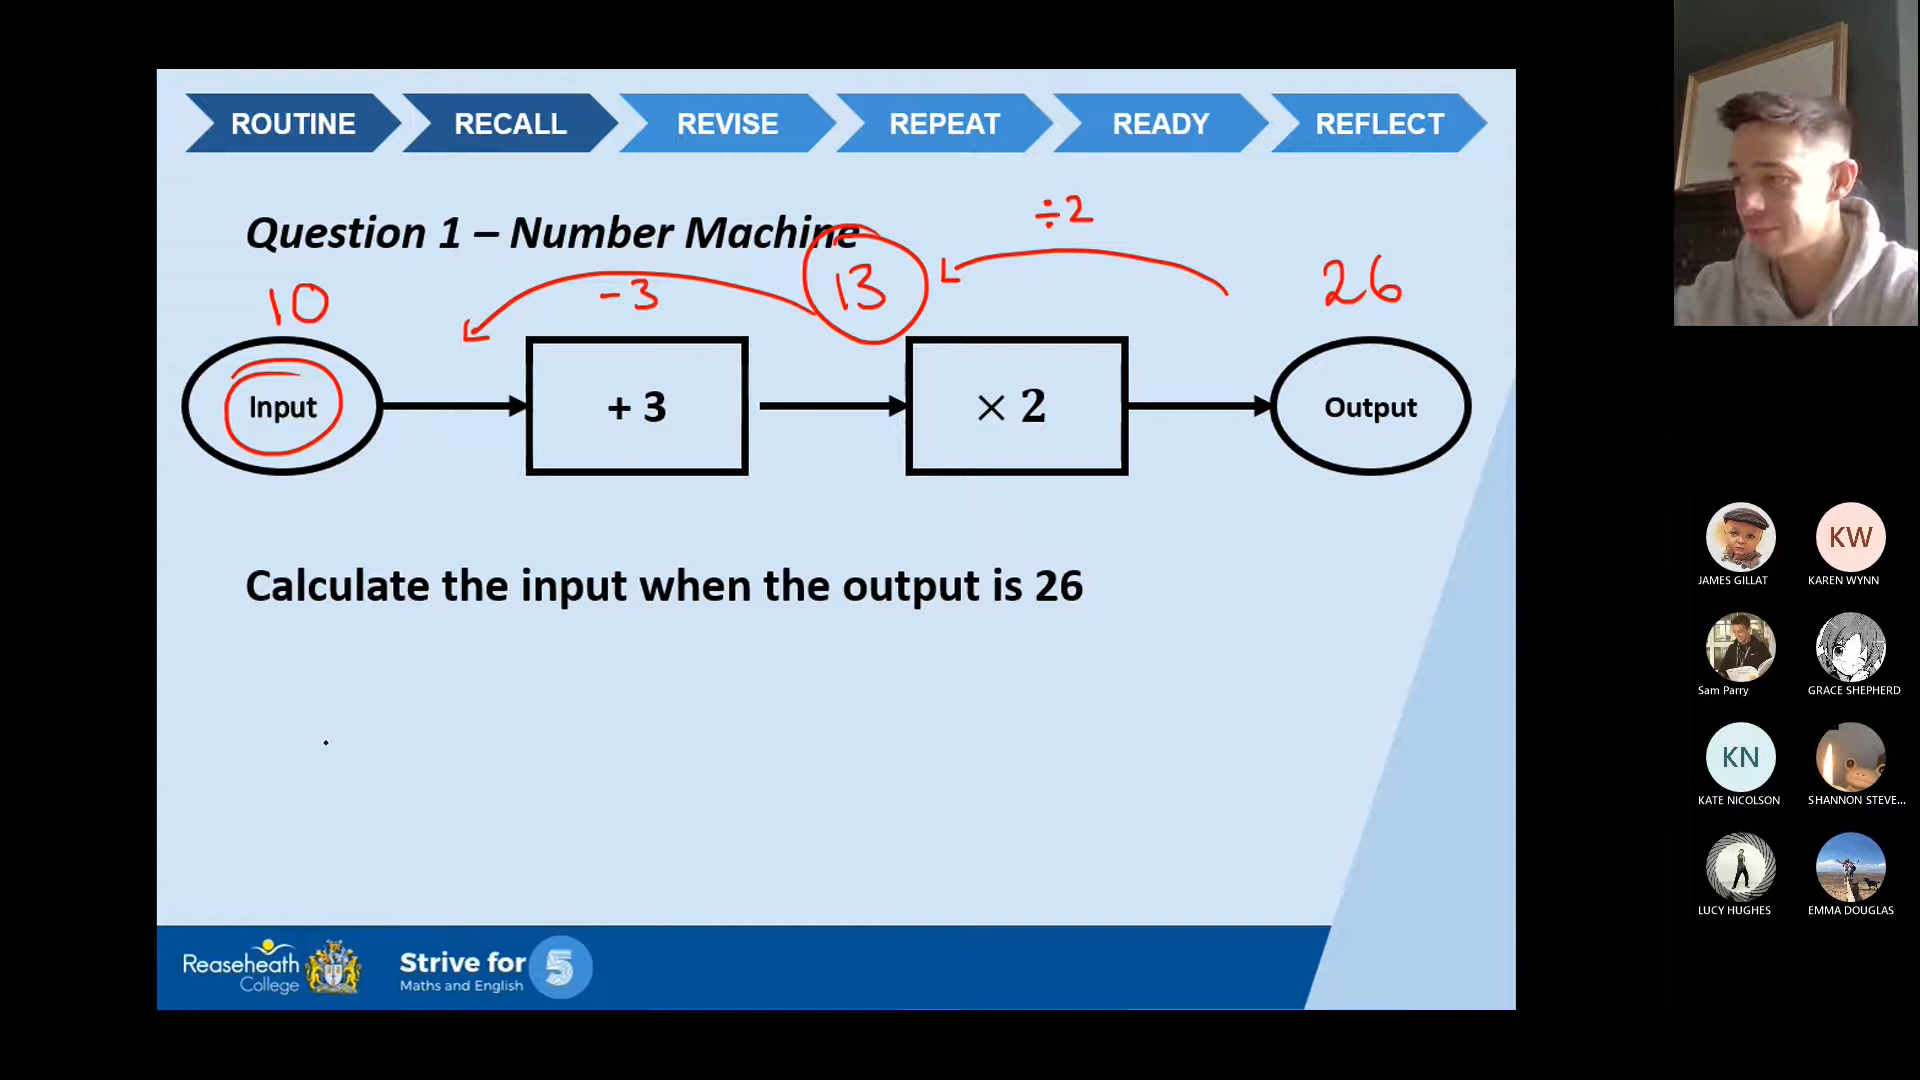 ROUTINE RECALL REVISE REPEAT READY REFLECT
÷2
Question 1 – Number Machine
10 -3 13 26
Input + 3 × 2 Output
Calculate the input when the output is 26
Reaseheath
College
Strive for 5
Maths and English
KW
JAMES GILLAT KAREN WYNN
Sam Parry GRACE SHEPHERD
KN
KATE NICOLSON SHANNON STEVE...
LUCY HUGHES EMMA DOUGLAS